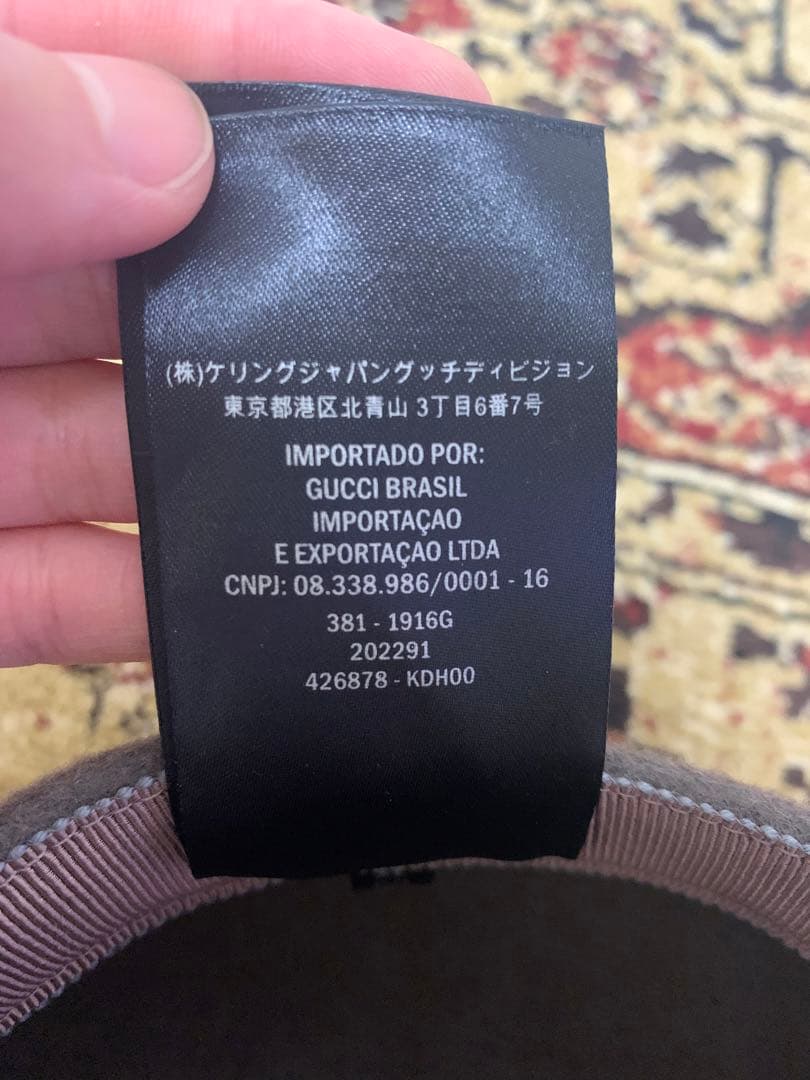 (株)ケリングジャパングッチディビジョン
東京都港区北青山 3丁目6番7号
IMPORTADO POR:
GUCCI BRASIL
IMPORTAÇAO
E EXPORTAÇAO LTDA
CNPJ: 08.338.986/0001 - 16
381 - 1916G
202291
426878 - KDH00